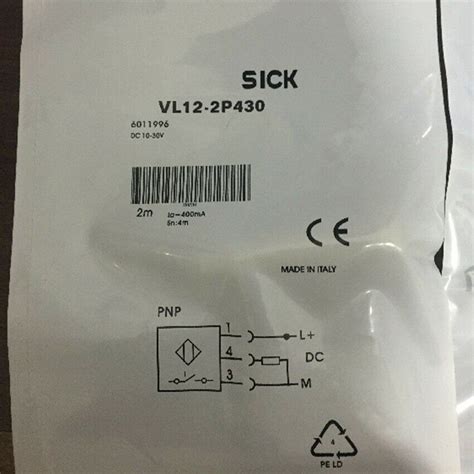 SICK
VL12-2P430
6011996
DC 10-30V
2m
Ia=400mA
Sn:4m
CE
MADE IN ITALY
PNP
1
L+
4
DC
3
M
4
PE LD